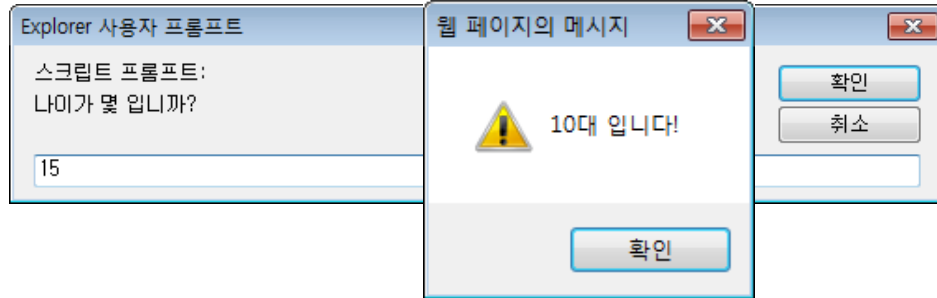 Explorer 사용자 프롬프트
스크립트 프롬프트:
나이가 몇 입니까?
15
확인
취소
웹 페이지의 메시지
10대 입니다!
확인